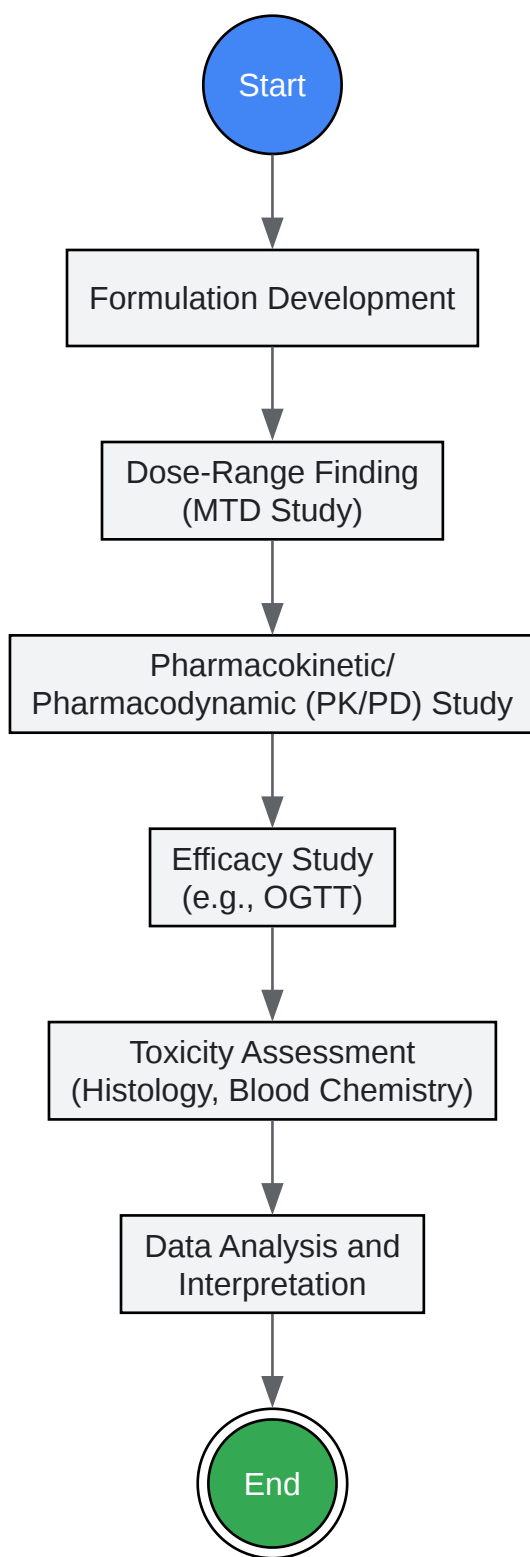 Start
Formulation Development
Dose-Range Finding
(MTD Study)
Pharmacokinetic/
Pharmacodynamic (PK/PD) Study
Efficacy Study
(e.g., OGTT)
Toxicity Assessment
(Histology, Blood Chemistry)
Data Analysis and
Interpretation
End